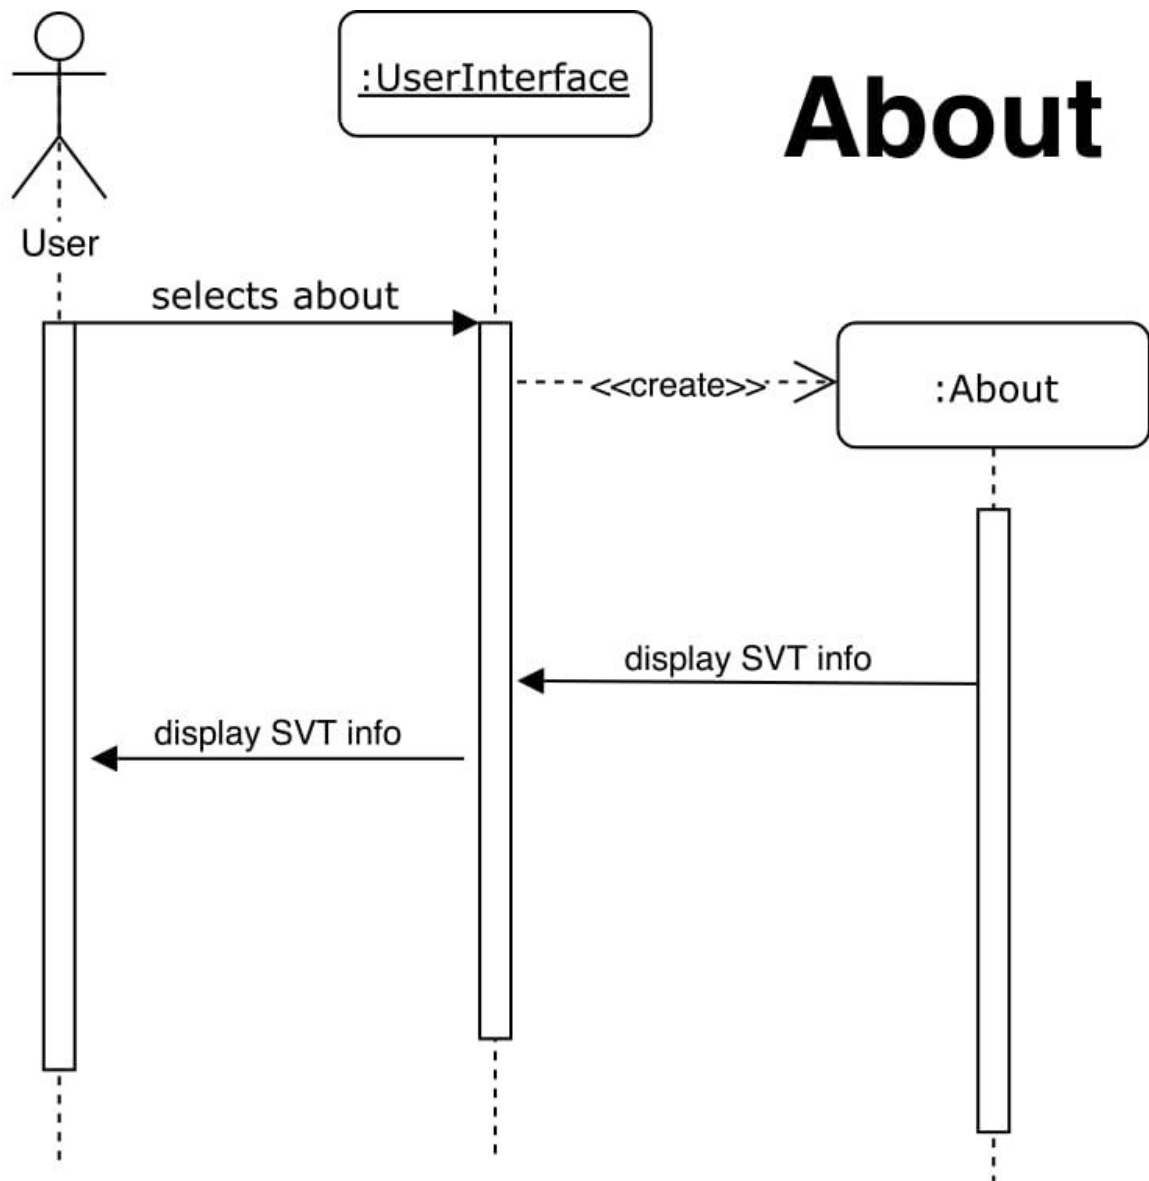 :UserInterface
About
User
selects about
<<create>>
:About
display SVT info
display SVT info